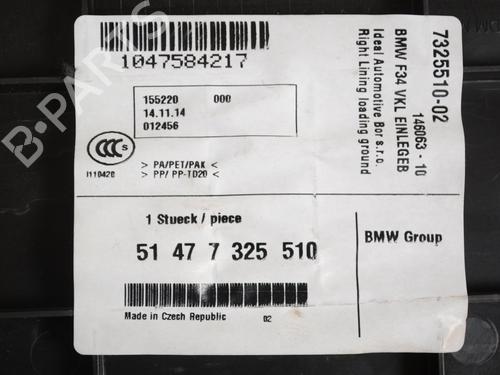 1047584217
155220 000
14.11.14
012456
CCC S
I110420
> PA/PET/PAK <
> PP/ PP-TD20 <
1 Stueck / piece
51 47 7 325 510
Made in Czech Republic 02
7325510-02
146063 - 10
BMW F34 VKL EINLEGEB
Ideal Automotive Bor s.r.o.
Right Lining loading ground
BMW Group